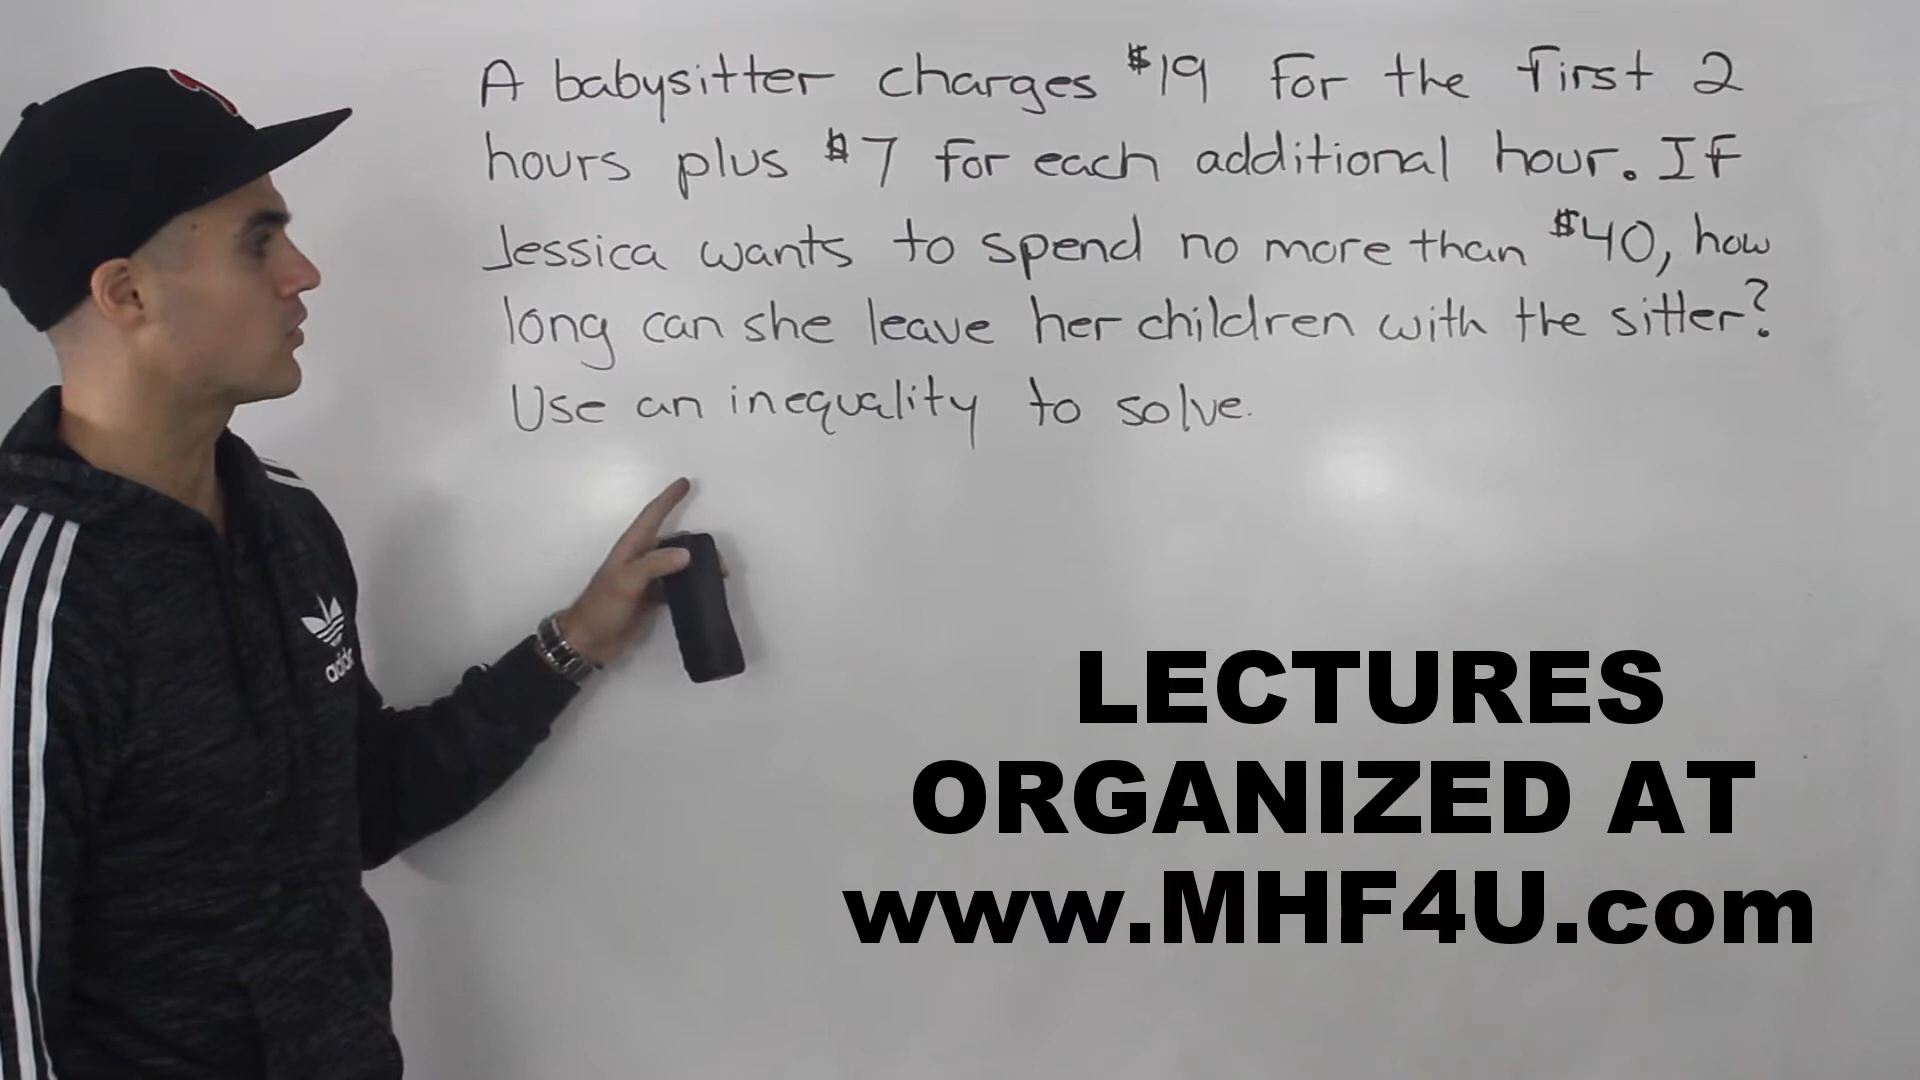 A babysitter charges $19 for the first 2
hours plus $7 for each additional hour. If
Jessica wants to spend no more than $40, how
long can she leave her children with the sitter?
Use an inequality to solve.
adidas
LECTURES
ORGANIZED AT
www.MHF4U.com